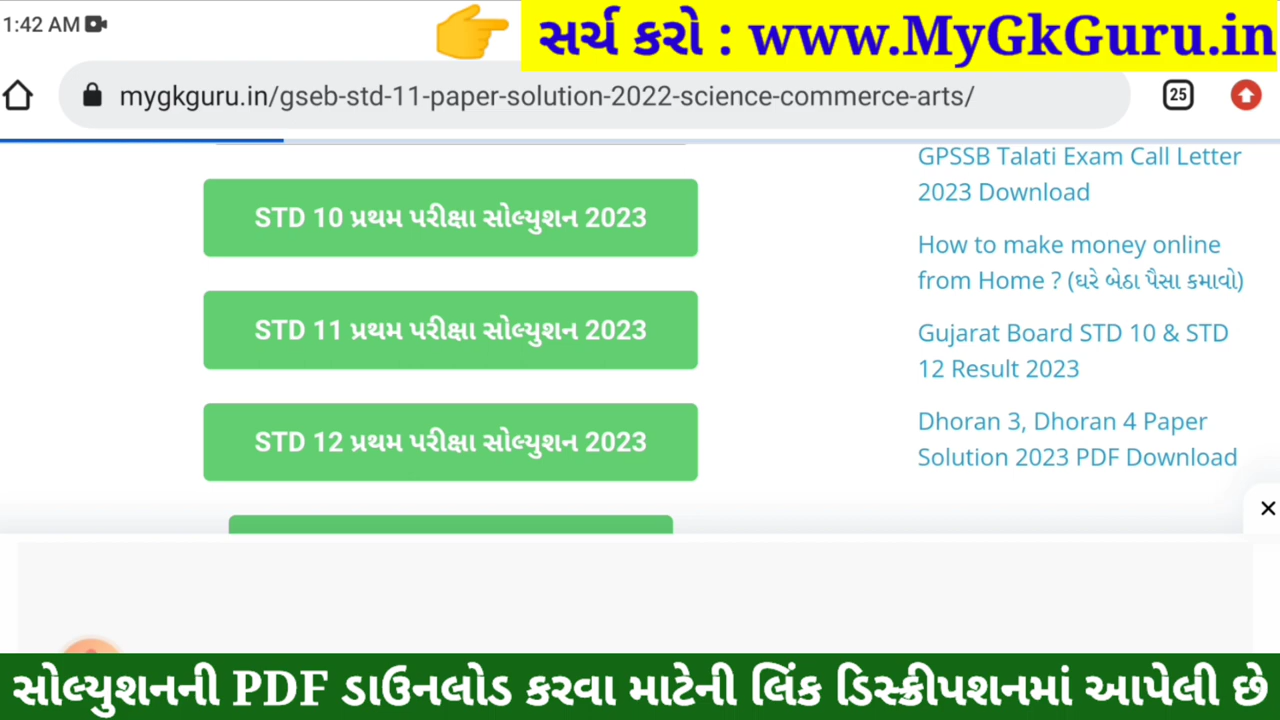 1:42 AM
સર્ચ કરો : www.MyGkGuru.in
mygkguru.in/gseb-std-11-paper-solution-2022-science-commerce-arts/
25
STD 10 પ્રથમ પરીક્ષા સોલ્યુશન 2023
STD 11 પ્રથમ પરીક્ષા સોલ્યુશન 2023
STD 12 પ્રથમ પરીક્ષા સોલ્યુશન 2023
GPSSB Talati Exam Call Letter
2023 Download
How to make money online
from Home ? (ઘરે બેઠા પૈસા કમાવો)
Gujarat Board STD 10 & STD
12 Result 2023
Dhoran 3, Dhoran 4 Paper
Solution 2023 PDF Download
સોલ્યુશનની PDF ડાઉનલોડ કરવા માટેની લિંક ડિસ્ક્રીપશનમાં આપેલી છે